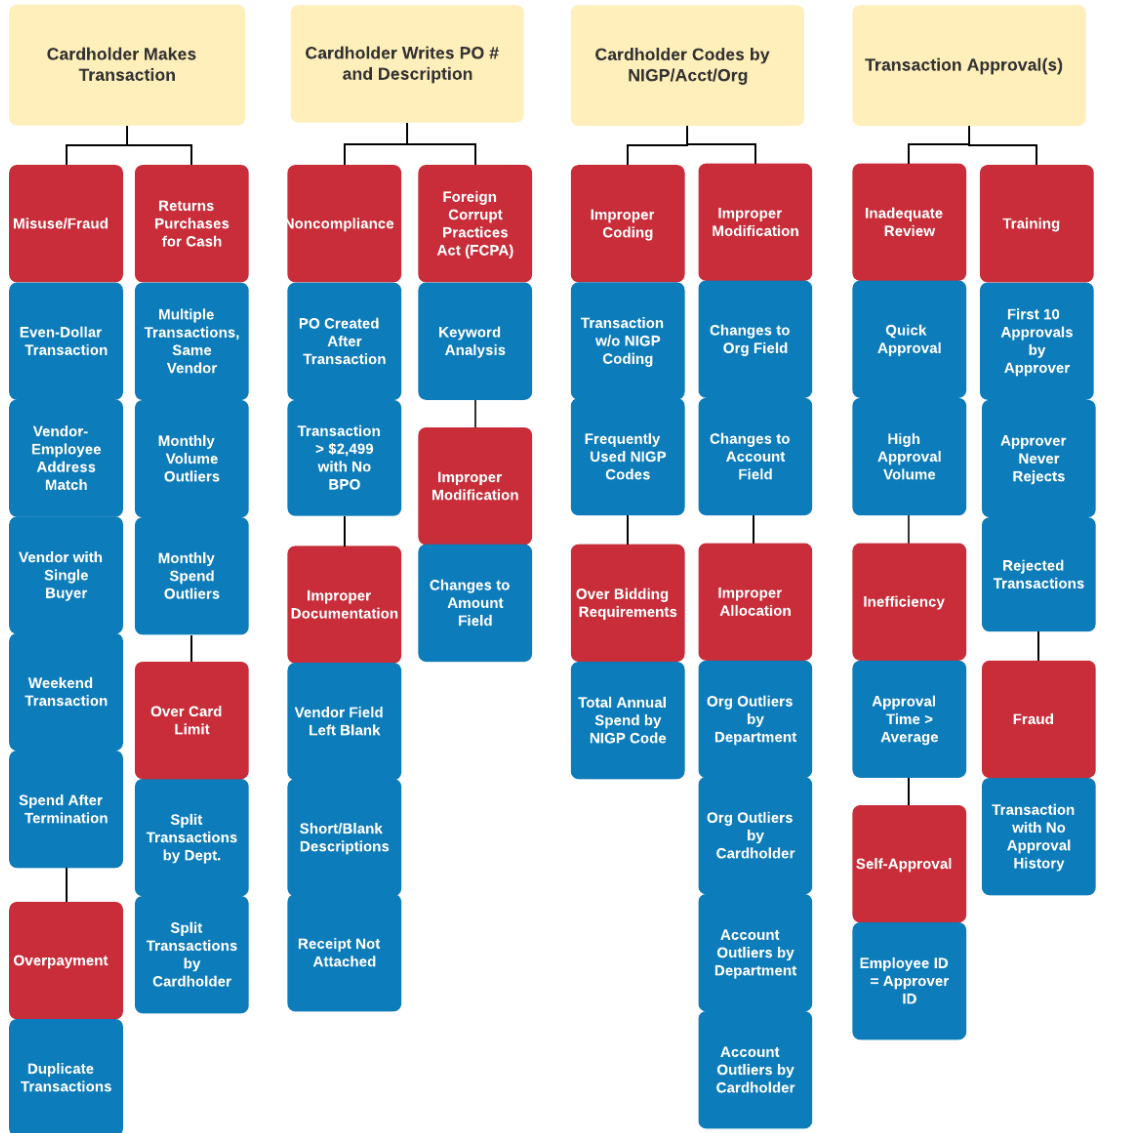 Cardholder Makes
Transaction
Misuse/Fraud
Even-Dollar
Transaction
Vendor-
Employee
Address
Match
Vendor with
Single
Buyer
Weekend
Transaction
Spend After
Termination
Overpayment
Duplicate
Transactions
Returns
Purchases
for Cash
Multiple
Transactions,
Same
Vendor
Monthly
Volume
Outliers
Monthly
Spend
Outliers
Over Card
Limit
Split
Transactions
by Dept.
Split
Transactions
by
Cardholder
Cardholder Writes PO #
and Description
Noncompliance
PO Created
After
Transaction
Transaction
> $2,499
with No
BPO
Improper
Documentation
Vendor Field
Left Blank
Short/Blank
Descriptions
Receipt Not
Attached
Foreign
Corrupt
Practices
Act (FCPA)
Keyword
Analysis
Improper
Modification
Changes to
Amount
Field
Cardholder Codes by
NIGP/Acct/Org
Improper
Coding
Transaction
w/o NIGP
Coding
Frequently
Used NIGP
Codes
Over Bidding
Requirements
Total Annual
Spend by
NIGP Code
Improper
Modification
Changes to
Org Field
Changes to
Account
Field
Improper
Allocation
Org Outliers
by
Department
Org Outliers
by
Cardholder
Account
Outliers by
Department
Account
Outliers by
Cardholder
Transaction Approval(s)
Inadequate
Review
Quick
Approval
High
Approval
Volume
Inefficiency
Approval
Time >
Average
Self-Approval
Employee ID
= Approver
ID
Training
First 10
Approvals
by
Approver
Approver
Never
Rejects
Rejected
Transactions
Fraud
Transaction
with No
Approval
History